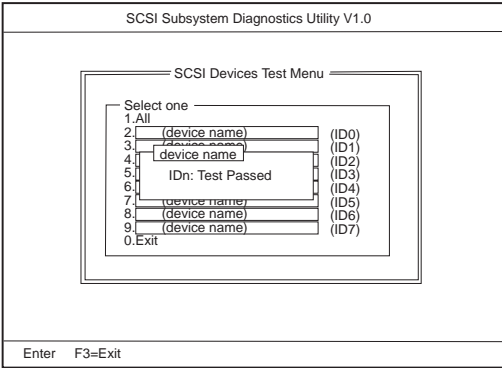 SCSI Subsystem Diagnostics Utility V1.0
SCSI Devices Test Menu
Select one
1.All
2. (device name) (ID0)
3. (device name) (ID1)
4. (ID2)
5. (ID3)
6. (ID4)
7. (device name) (ID5)
8. (device name) (ID6)
9. (device name) (ID7)
0.Exit
device name
IDn: Test Passed
Enter F3=Exit